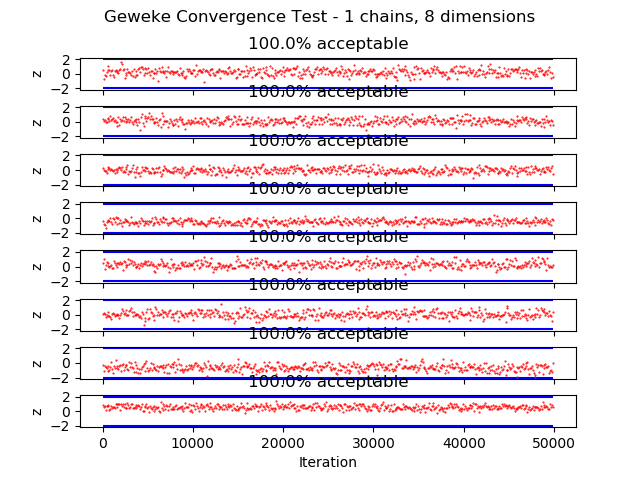 Geweke Convergence Test - 1 chains, 8 dimensions
100.0% acceptable
2
0
−2
z
100.0% acceptable
2
0
−2
z
100.0% acceptable
2
0
−2
z
100.0% acceptable
2
0
−2
z
100.0% acceptable
2
0
−2
z
100.0% acceptable
2
0
−2
z
100.0% acceptable
2
0
−2
z
100.0% acceptable
2
0
−2
z
0 10000 20000 30000 40000 50000
Iteration